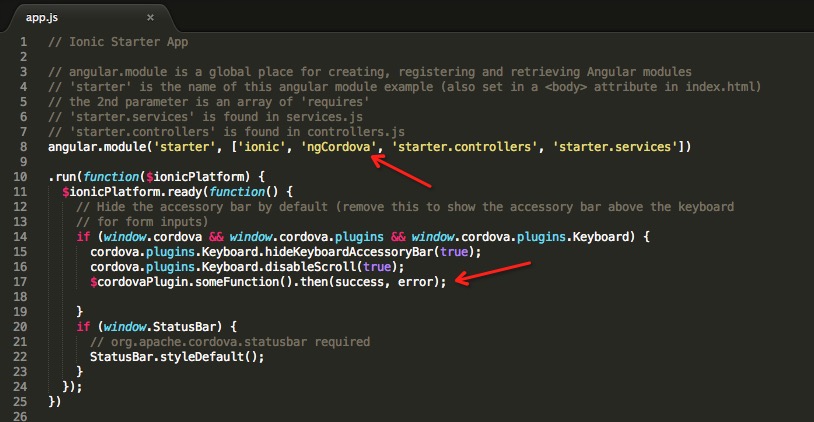 app.js ×
1 // Ionic Starter App
2
3 // angular.module is a global place for creating, registering and retrieving Angular modules
4 // 'starter' is the name of this angular module example (also set in a <body> attribute in index.html)
5 // the 2nd parameter is an array of 'requires'
6 // 'starter.services' is found in services.js
7 // 'starter.controllers' is found in controllers.js
8 angular.module('starter', ['ionic', 'ngCordova', 'starter.controllers', 'starter.services'])
9
10 .run(function($ionicPlatform) {
11   $ionicPlatform.ready(function() {
12     // Hide the accessory bar by default (remove this to show the accessory bar above the keyboard
13     // for form inputs)
14     if (window.cordova && window.cordova.plugins && window.cordova.plugins.Keyboard) {
15       cordova.plugins.Keyboard.hideKeyboardAccessoryBar(true);
16       cordova.plugins.Keyboard.disableScroll(true);
17       $cordovaPlugin.someFunction().then(success, error);
18
19     }
20     if (window.StatusBar) {
21       // org.apache.cordova.statusbar required
22       StatusBar.styleDefault();
23     }
24   });
25 })
26